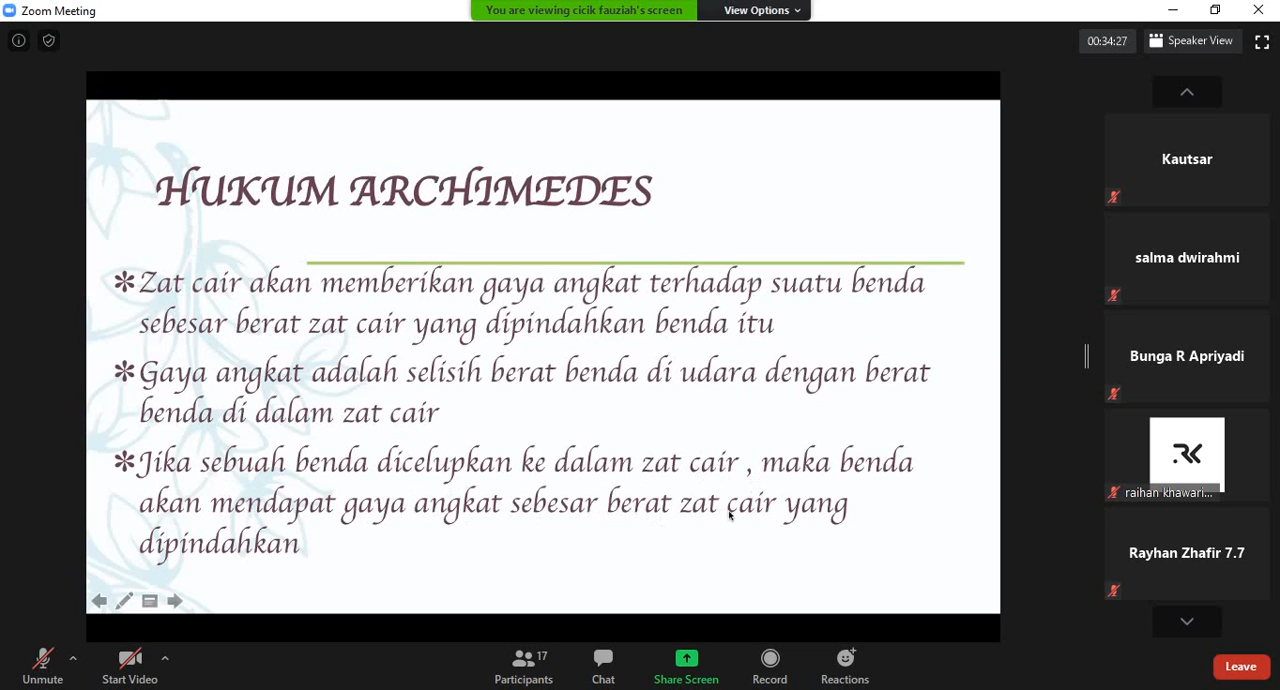 Zoom Meeting
You are viewing cicik fauziah's screen
View Options
00:34:27
Speaker View
HUKUM ARCHIMEDES
Zat cair akan memberikan gaya angkat terhadap suatu benda
sebesar berat zat cair yang dipindahkan benda itu
Gaya angkat adalah selisih berat benda di udara dengan berat
benda di dalam zat cair
Jika sebuah benda dicelupkan ke dalam zat cair , maka benda
akan mendapat gaya angkat sebesar berat zat cair yang
dipindahkan
Kautsar
salma dwirahmi
Bunga R Apriyadi
.RK
raihan khawari...
Rayhan Zhafir 7.7
Unmute
Start Video
17
Participants
Chat
Share Screen
Record
Reactions
Leave